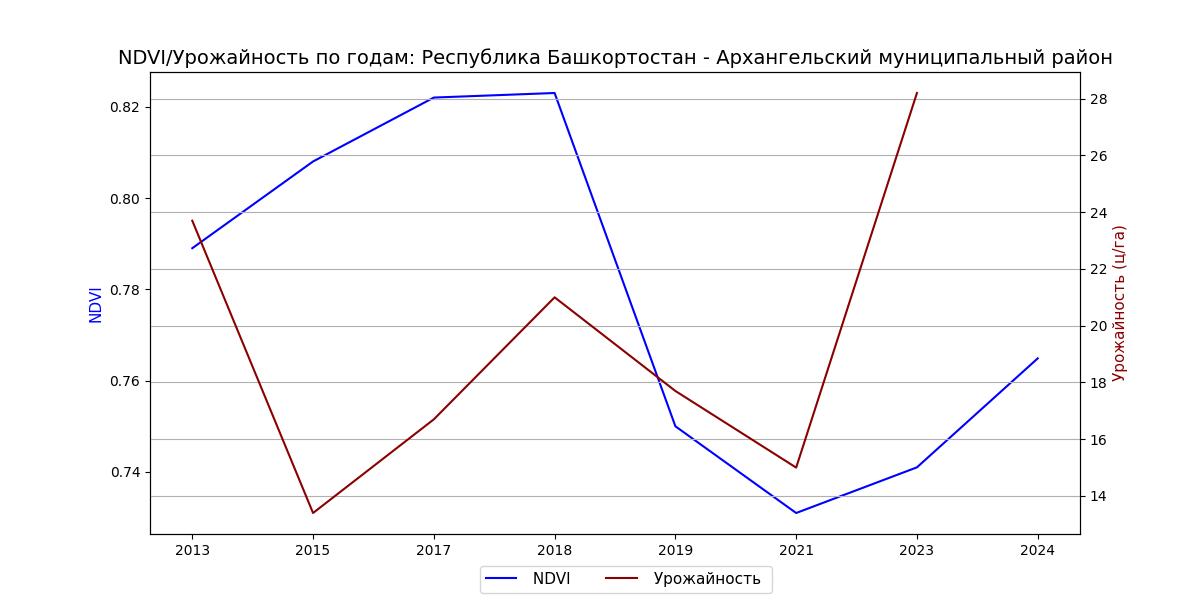 NDVI/Урожайность по годам: Республика Башкортостан - Архангельский муниципальный район
0.82
0.80
0.78
0.76
0.74
NDVI
28
26
24
22
20
18
16
14
Урожайность (ц/га)
2013 2015 2017 2018 2019 2021 2023 2024
NDVI Урожайность